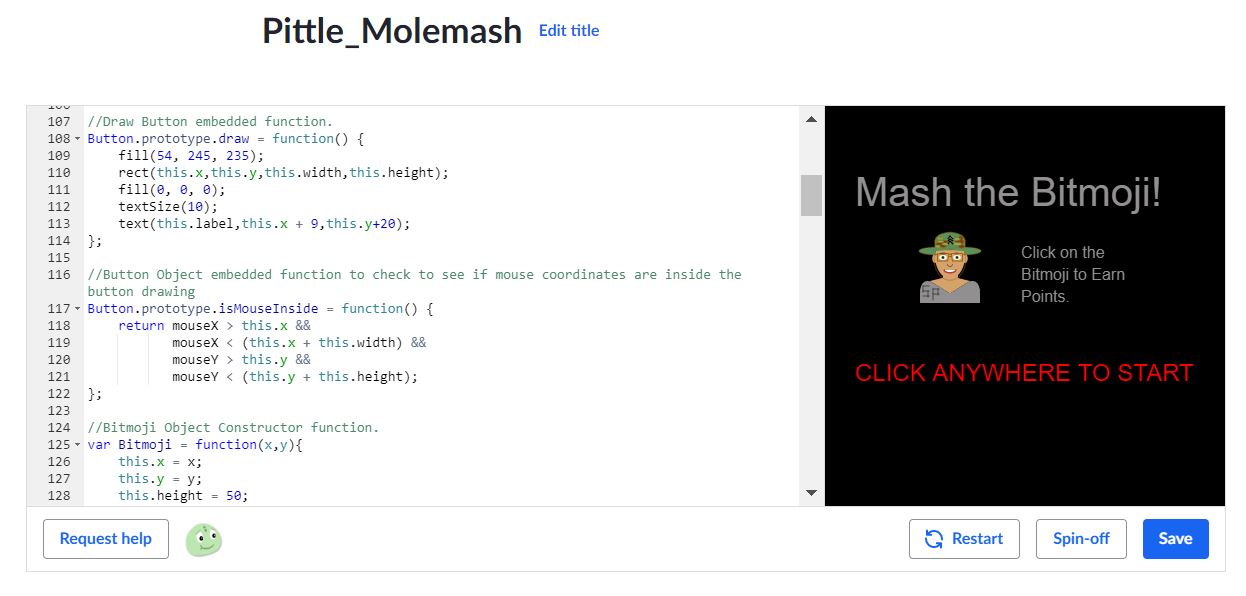 Pittle_Molemash Edit title
107 //Draw Button embedded function.
108 Button.prototype.draw = function() {
109 fill(54, 245, 235);
110 rect(this.x,this.y,this.width,this.height);
111 fill(0, 0, 0);
112 textSize(10);
113 text(this.label,this.x + 9,this.y+20);
114 };
115
116 //Button Object embedded function to check to see if mouse coordinates are inside the
button drawing
117 Button.prototype.isMouseInside = function() {
118 return mouseX > this.x &&
119 mouseX < (this.x + this.width) &&
120 mouseY > this.y &&
121 mouseY < (this.y + this.height);
122 };
123
124 //Bitmoji Object Constructor function.
125 var Bitmoji = function(x,y){
126 this.x = x;
127 this.y = y;
128 this.height = 50;
Mash the Bitmoji!
SP
Click on the
Bitmoji to Earn
Points.
CLICK ANYWHERE TO START
Request help
Restart
Spin-off
Save